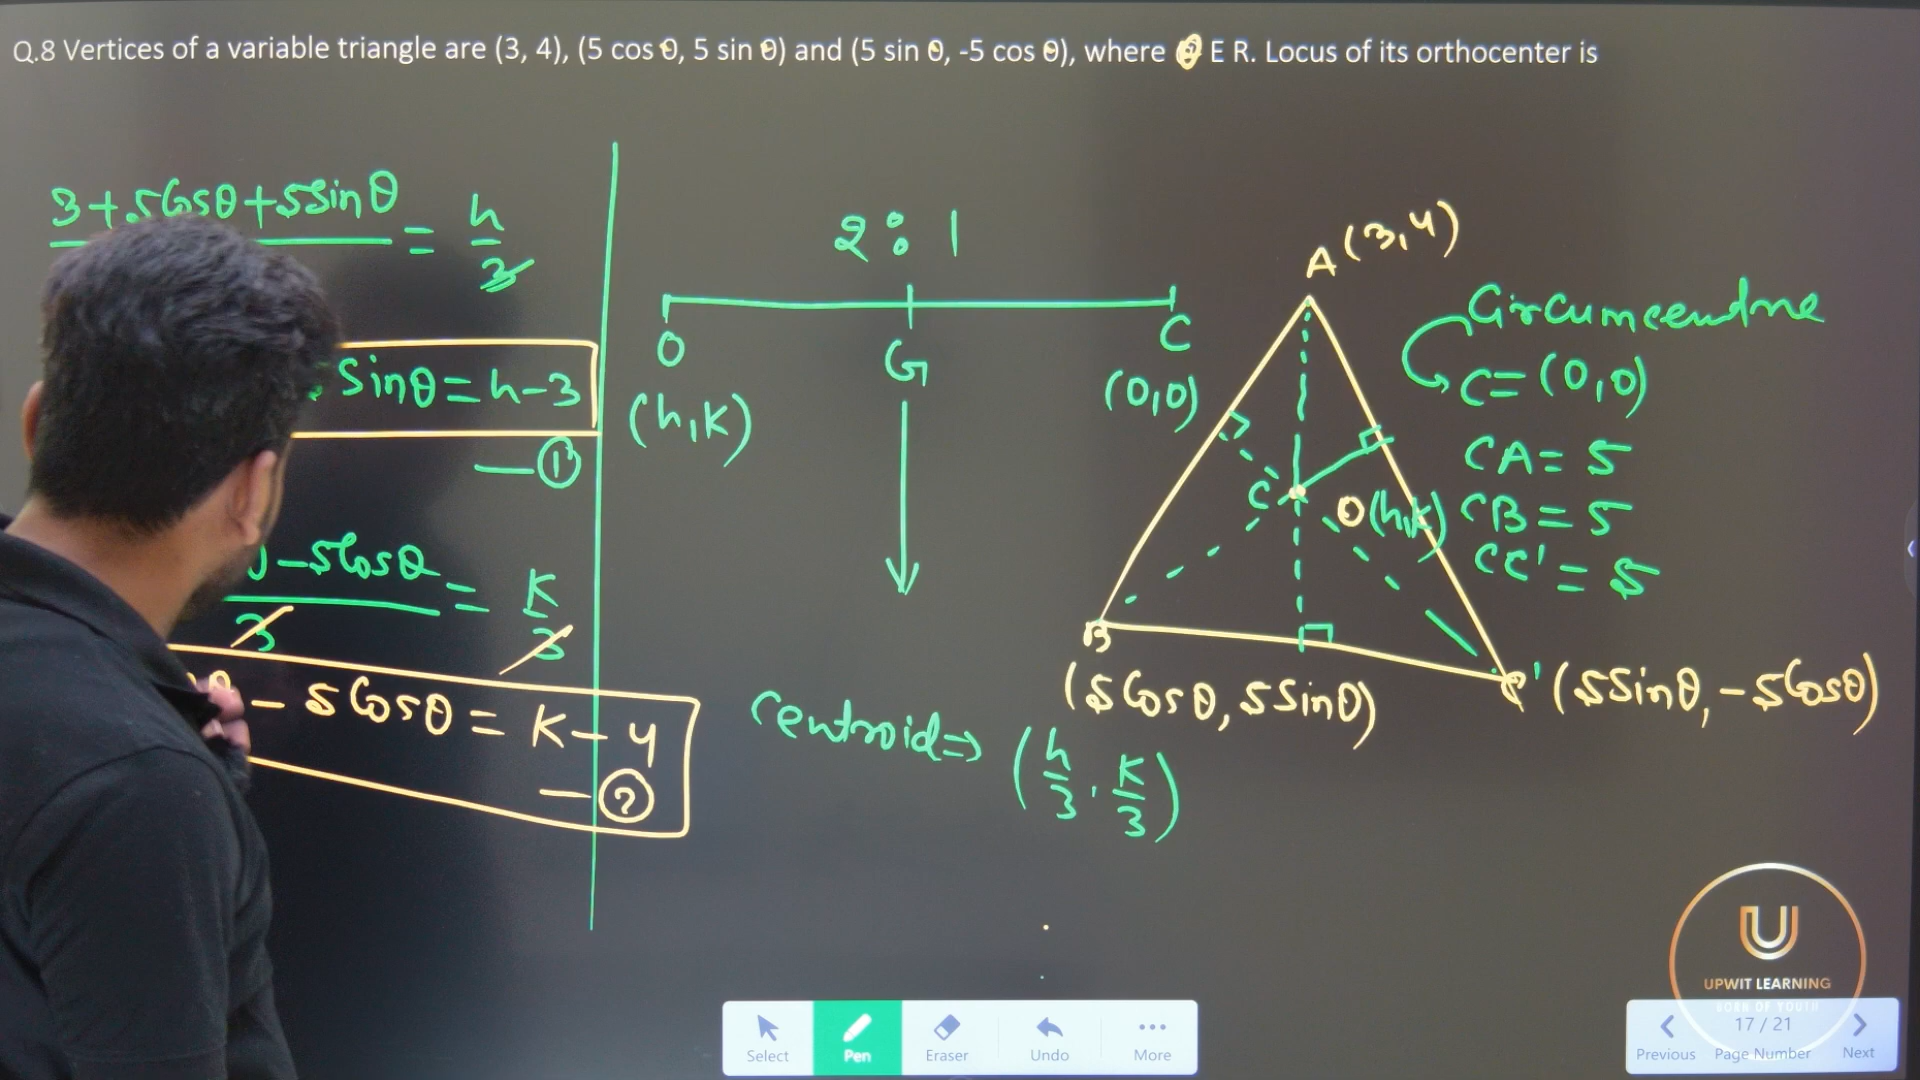 Q.8 Vertices of a variable triangle are (3, 4), (5 cos θ, 5 sin θ) and (5 sin θ, -5 cos θ), where θ E R. Locus of its orthocenter is
3+5Cosθ+5Sinθ = h/3
Sinθ=h-3
—①
-5Cosθ/3 = K/3
- 5Cosθ = K-4
—②
2:1
O G C
(h,K) (0,0)
Centroid⇒ (h/3, K/3)
A(3,4)
C O(h,K)
B C'
(5Cosθ, 5Sinθ) (5Sinθ, -5Cosθ)
C=(0,0)
CA=5
CB=5
CC'=5
U
UPWIT LEARNING
BORN OF YOUTH
Select Pen Eraser Undo More
17 / 21
Previous Page Number Next